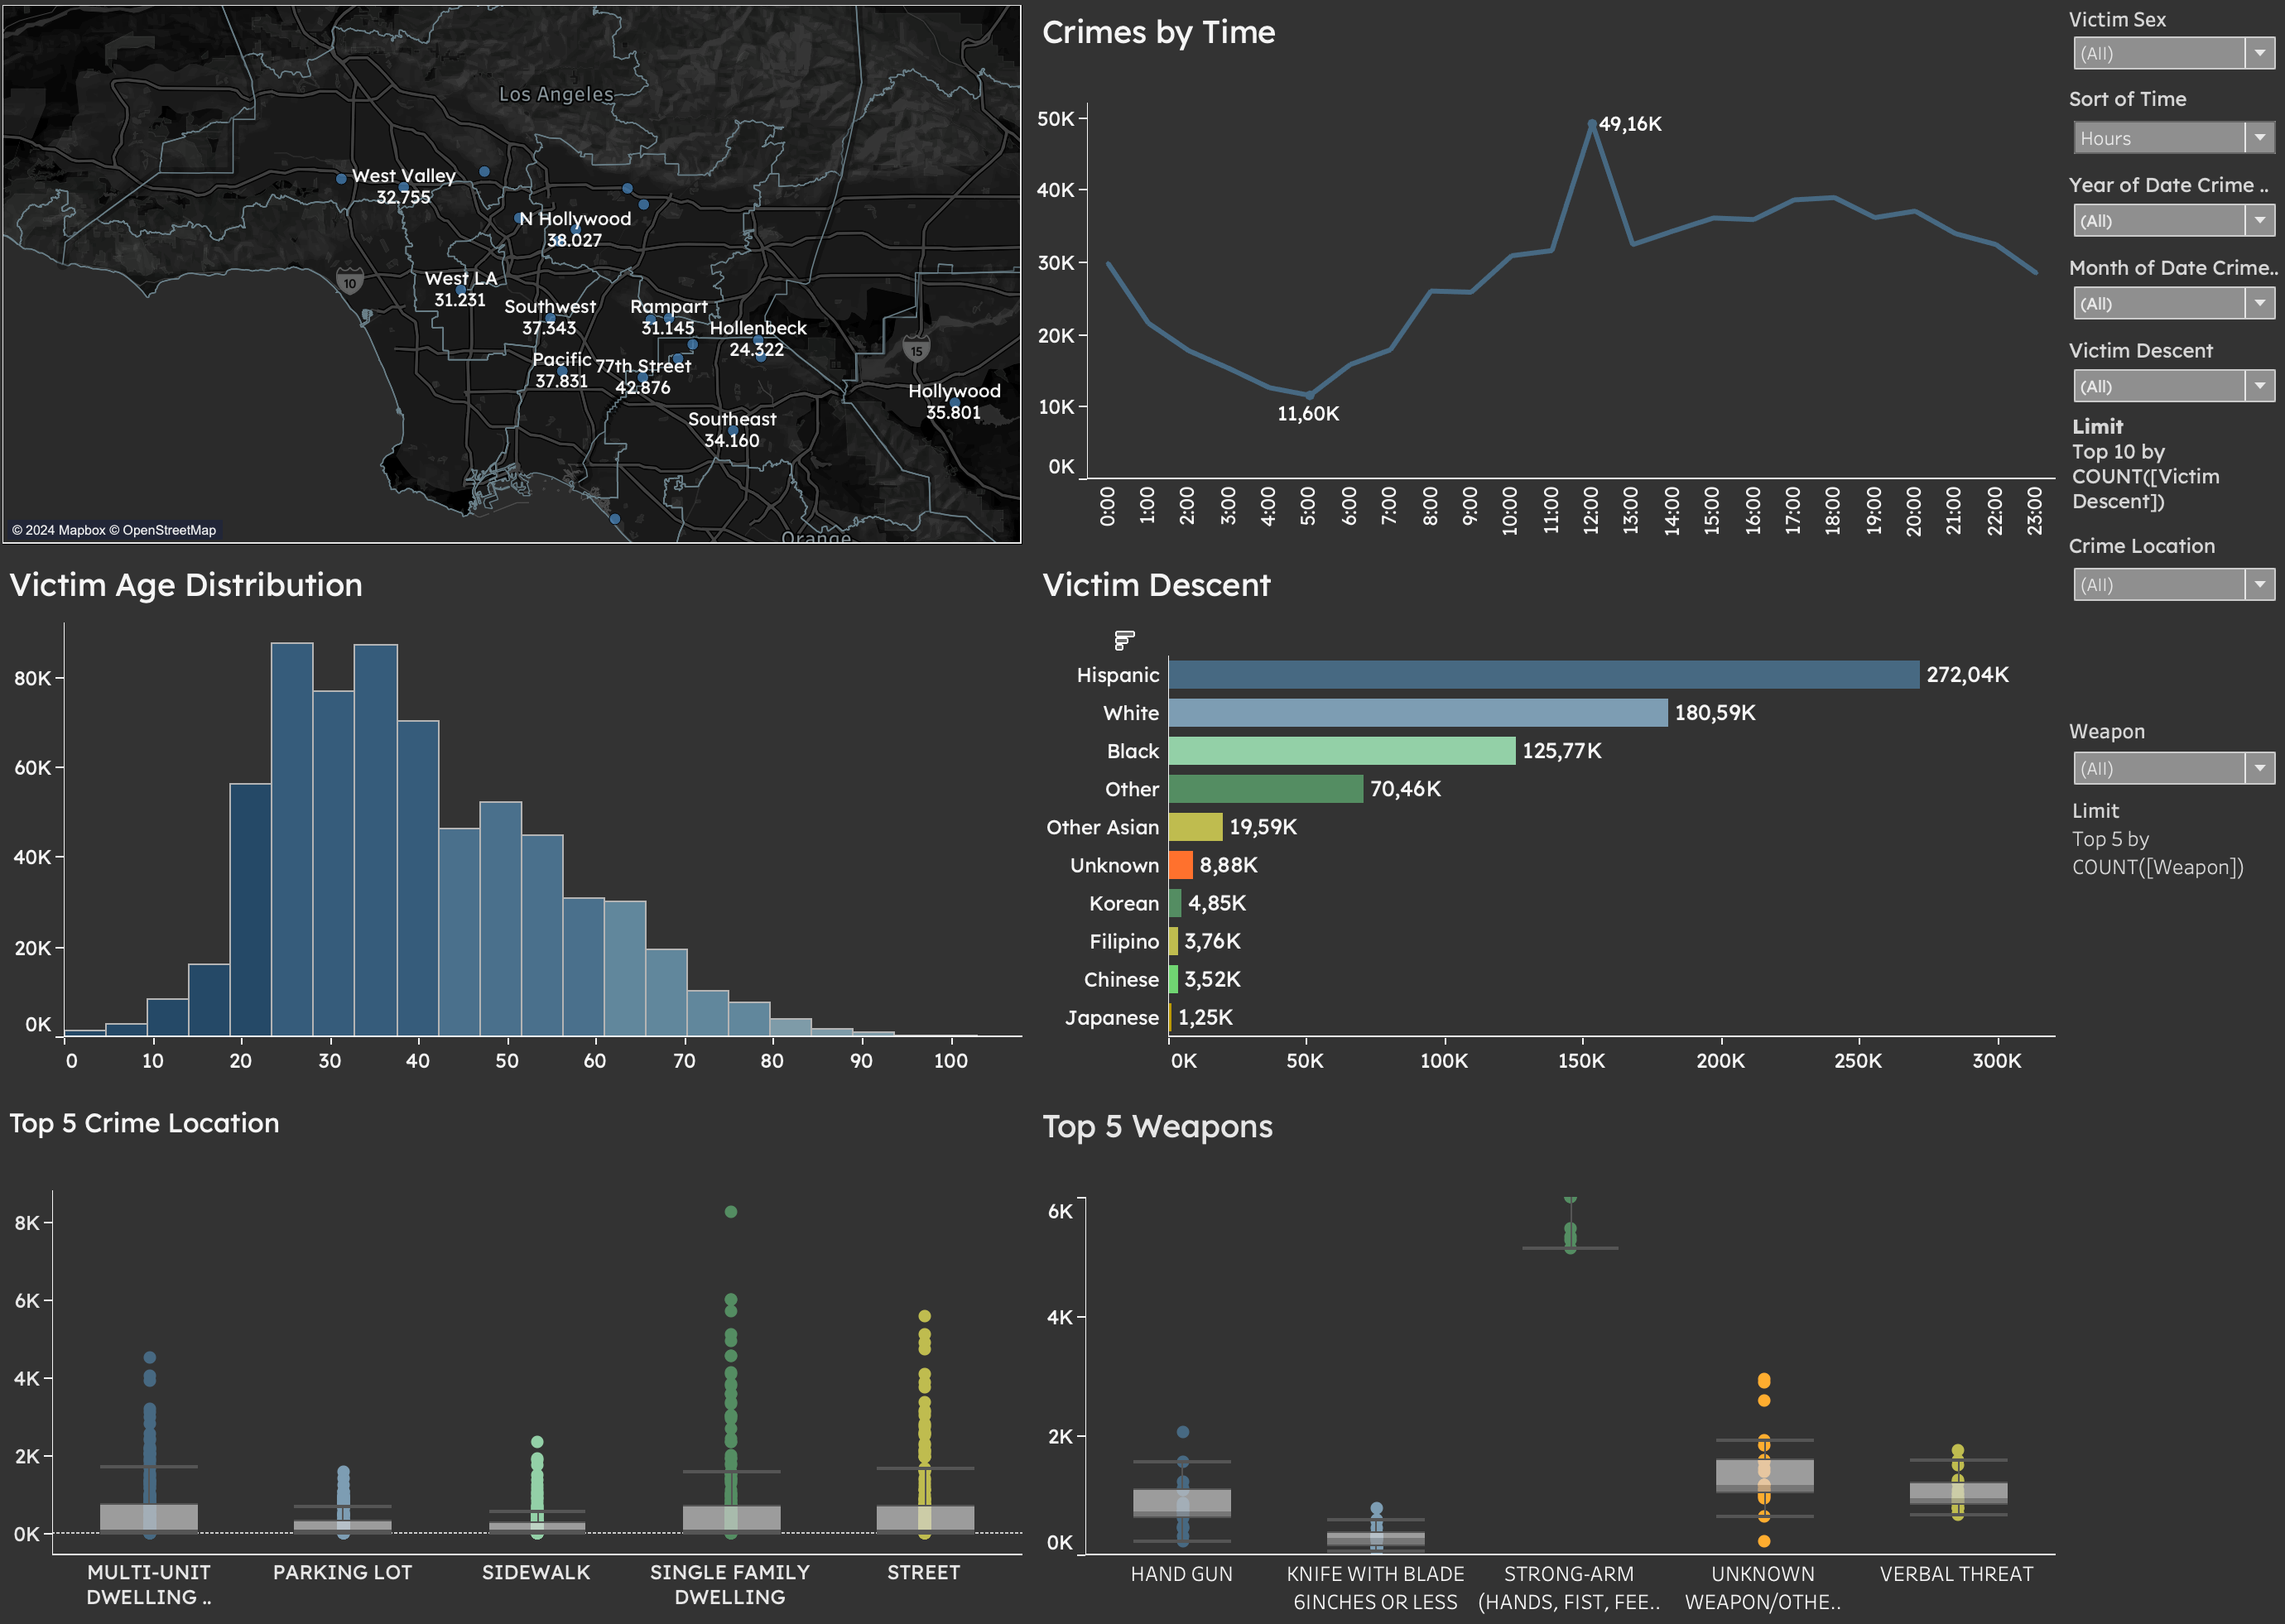 Los Angeles
West Valley
32.755
N Hollywood
38.027
West LA
31.231
10
Southwest
37.343
Rampart
31.145
Hollenbeck
24.322
15
Pacific
37.831
77th Street
42.876
Hollywood
35.801
Southeast
34.160
© 2024 Mapbox © OpenStreetMap
Orange
Crimes by Time
50K
40K
30K
20K
10K
0K
49,16K
11,60K
0:00
1:00
2:00
3:00
4:00
5:00
6:00
7:00
8:00
9:00
10:00
11:00
12:00
13:00
14:00
15:00
16:00
17:00
18:00
19:00
20:00
21:00
22:00
23:00
Victim Sex
(All)
Sort of Time
Hours
Year of Date Crime ..
(All)
Month of Date Crime..
(All)
Victim Descent
(All)
Limit
Top 10 by
COUNT([Victim
Descent])
Crime Location
(All)
Weapon
(All)
Limit
Top 5 by
COUNT([Weapon])
Victim Age Distribution
80K
60K
40K
20K
0K
0
10
20
30
40
50
60
70
80
90
100
Victim Descent
Hispanic 272,04K
White 180,59K
Black 125,77K
Other 70,46K
Other Asian 19,59K
Unknown 8,88K
Korean 4,85K
Filipino 3,76K
Chinese 3,52K
Japanese 1,25K
0K
50K
100K
150K
200K
250K
300K
Top 5 Crime Location
8K
6K
4K
2K
0K
MULTI-UNIT
DWELLING ..
PARKING LOT
SIDEWALK
SINGLE FAMILY
DWELLING
STREET
Top 5 Weapons
6K
4K
2K
0K
HAND GUN
KNIFE WITH BLADE
6INCHES OR LESS
STRONG-ARM
(HANDS, FIST, FEE..
UNKNOWN
WEAPON/OTHE..
VERBAL THREAT